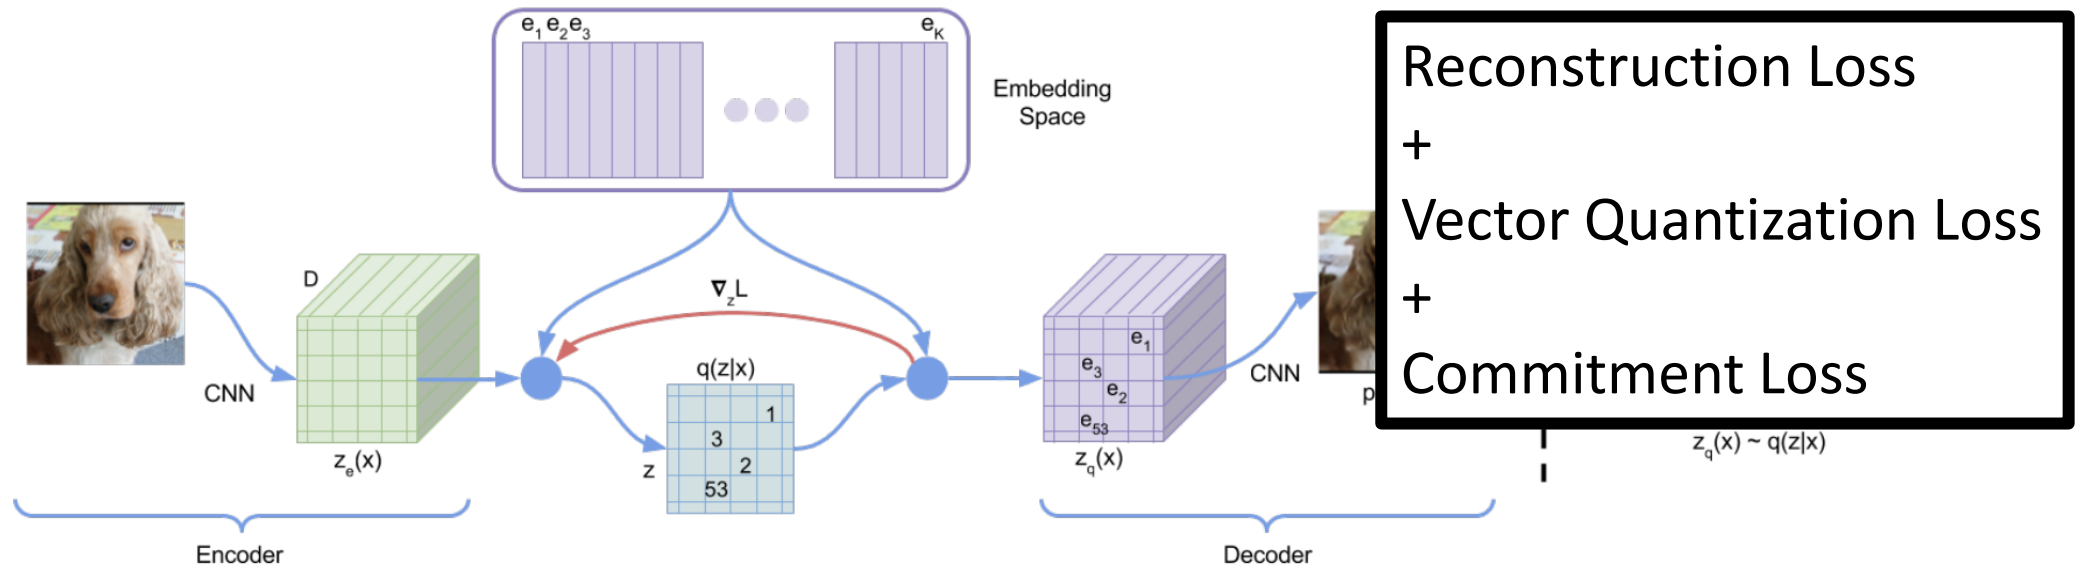 e1 e2 e3
eK
Embedding
Space
Reconstruction Loss
+
Vector Quantization Loss
+
Commitment Loss
D
∇zL
q(z|x)
CNN
ze(x)
z
1
3
2
53
e1
e3
e2
e53
zq(x)
CNN
p
zq(x) ~ q(z|x)
Encoder
Decoder